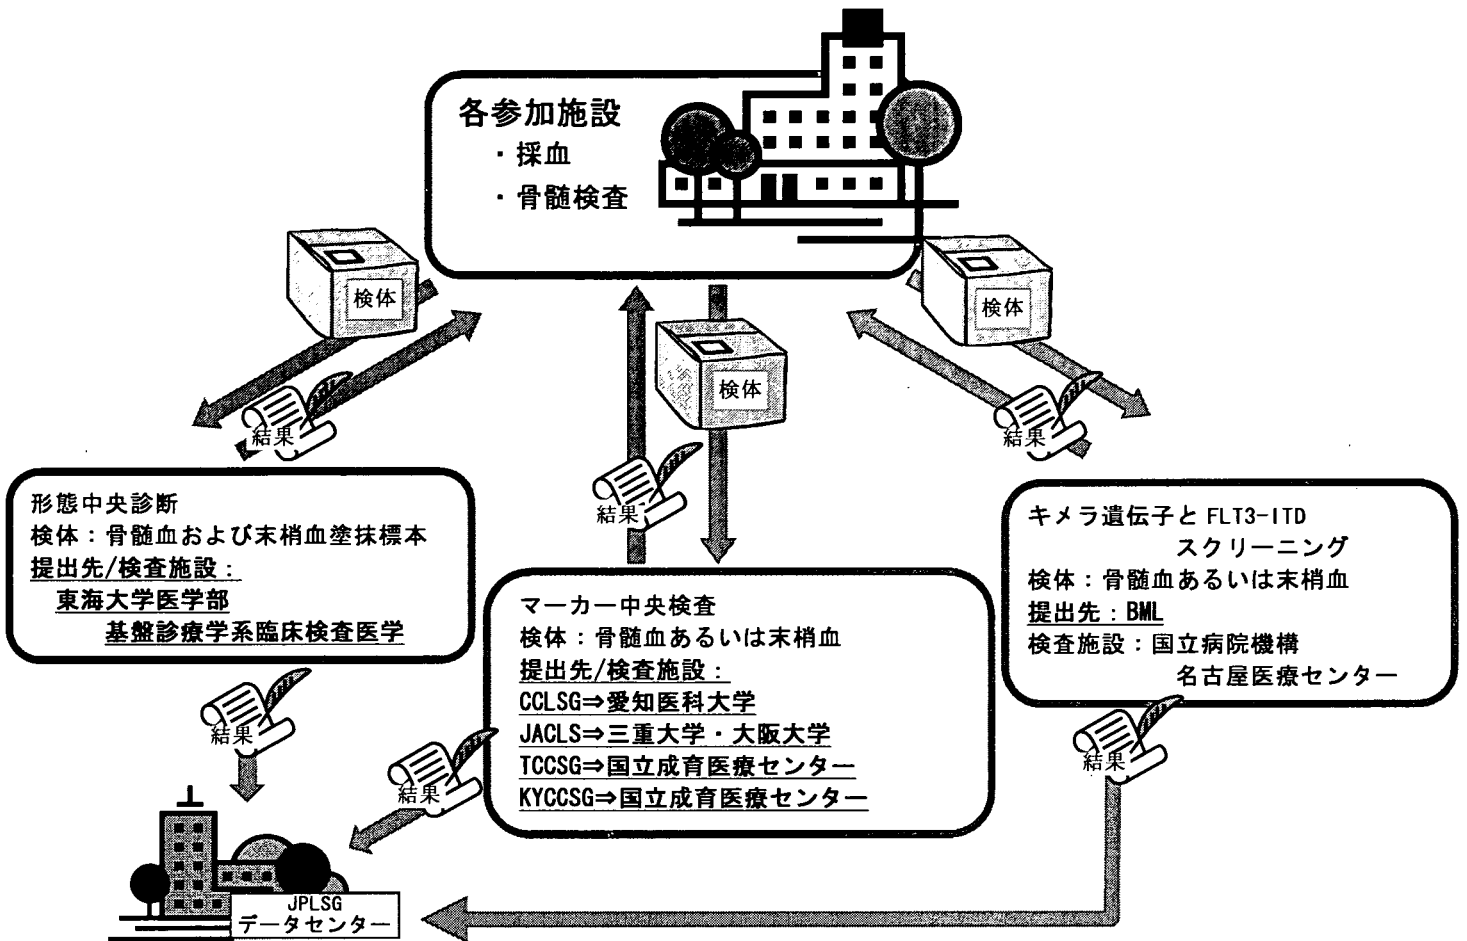 各参加施設
・採血
・骨髄検査
検体
検体
検体
結果
結果
結果
形態中央診断
検体：骨髄血および末梢血塗抹標本
提出先/検査施設：
東海大学医学部
基盤診療学系臨床検査医学
マーカー中央検査
検体：骨髄血あるいは末梢血
提出先/検査施設：
CCLSG⇒愛知医科大学
JACLS⇒三重大学・大阪大学
TCCSG⇒国立成育医療センター
KYCCSG⇒国立成育医療センター
キメラ遺伝子とFLT3-ITD
スクリーニング
検体：骨髄血あるいは末梢血
提出先：BML
検査施設：国立病院機構
名古屋医療センター
結果
結果
結果
JPLSG
データセンター